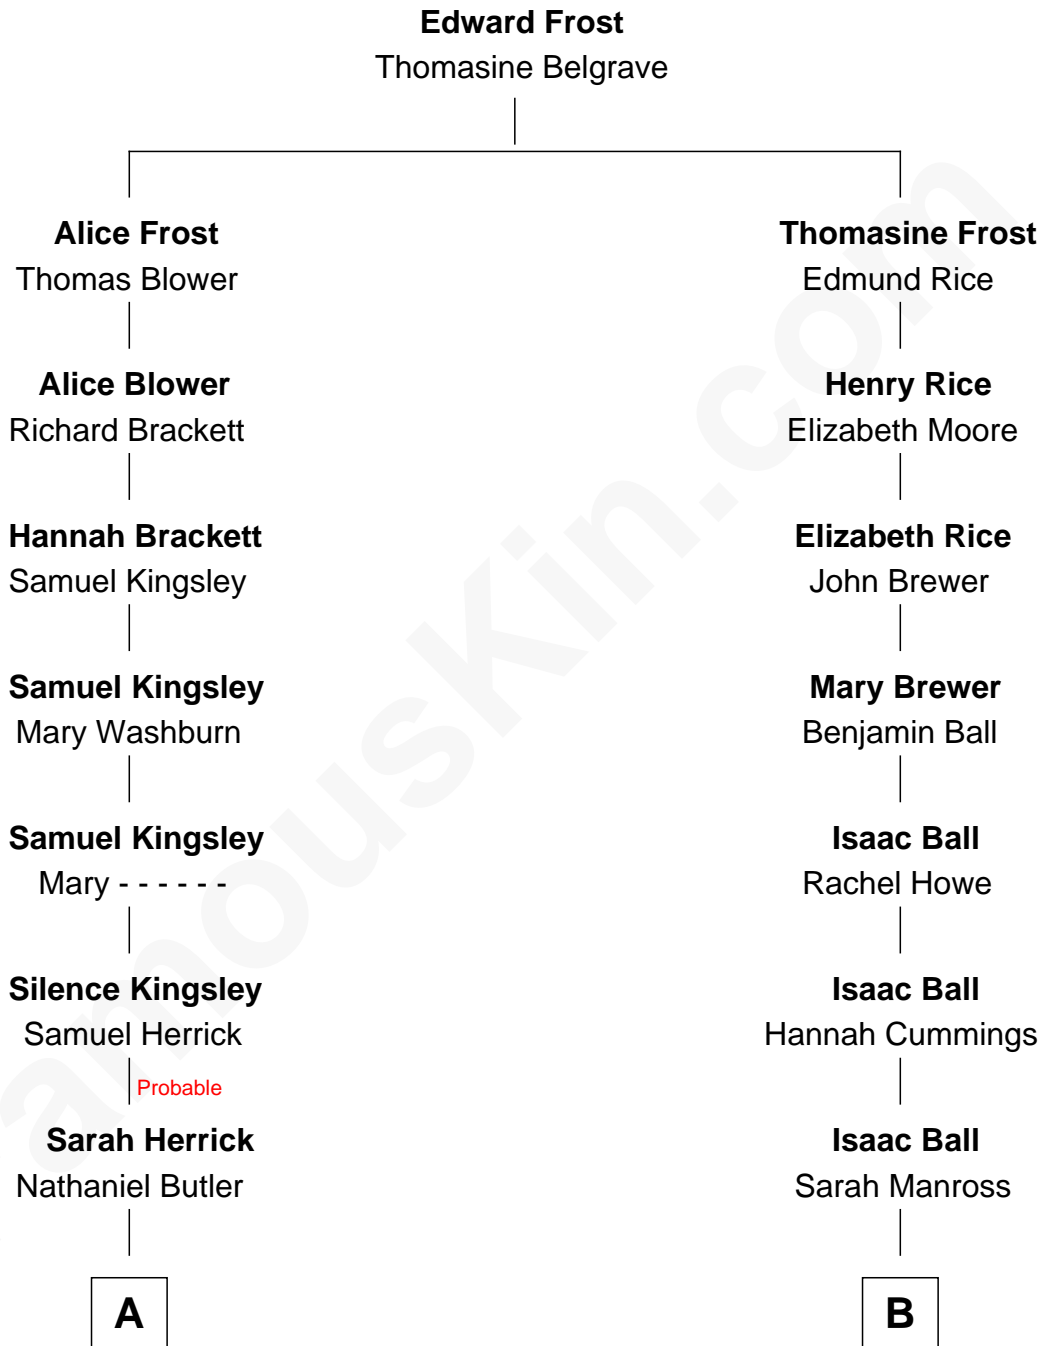 Edward Frost
Thomasine Belgrave
Alice Frost
Thomas Blower
Thomasine Frost
Edmund Rice
Alice Blower
Richard Brackett
Henry Rice
Elizabeth Moore
Hannah Brackett
Samuel Kingsley
Elizabeth Rice
John Brewer
Samuel Kingsley
Mary Washburn
Mary Brewer
Benjamin Ball
Samuel Kingsley
Mary - - - - - -
Isaac Ball
Rachel Howe
Silence Kingsley
Samuel Herrick
Isaac Ball
Hannah Cummings
Probable
Sarah Herrick
Nathaniel Butler
Isaac Ball
Sarah Manross
A
B
amouskin.com